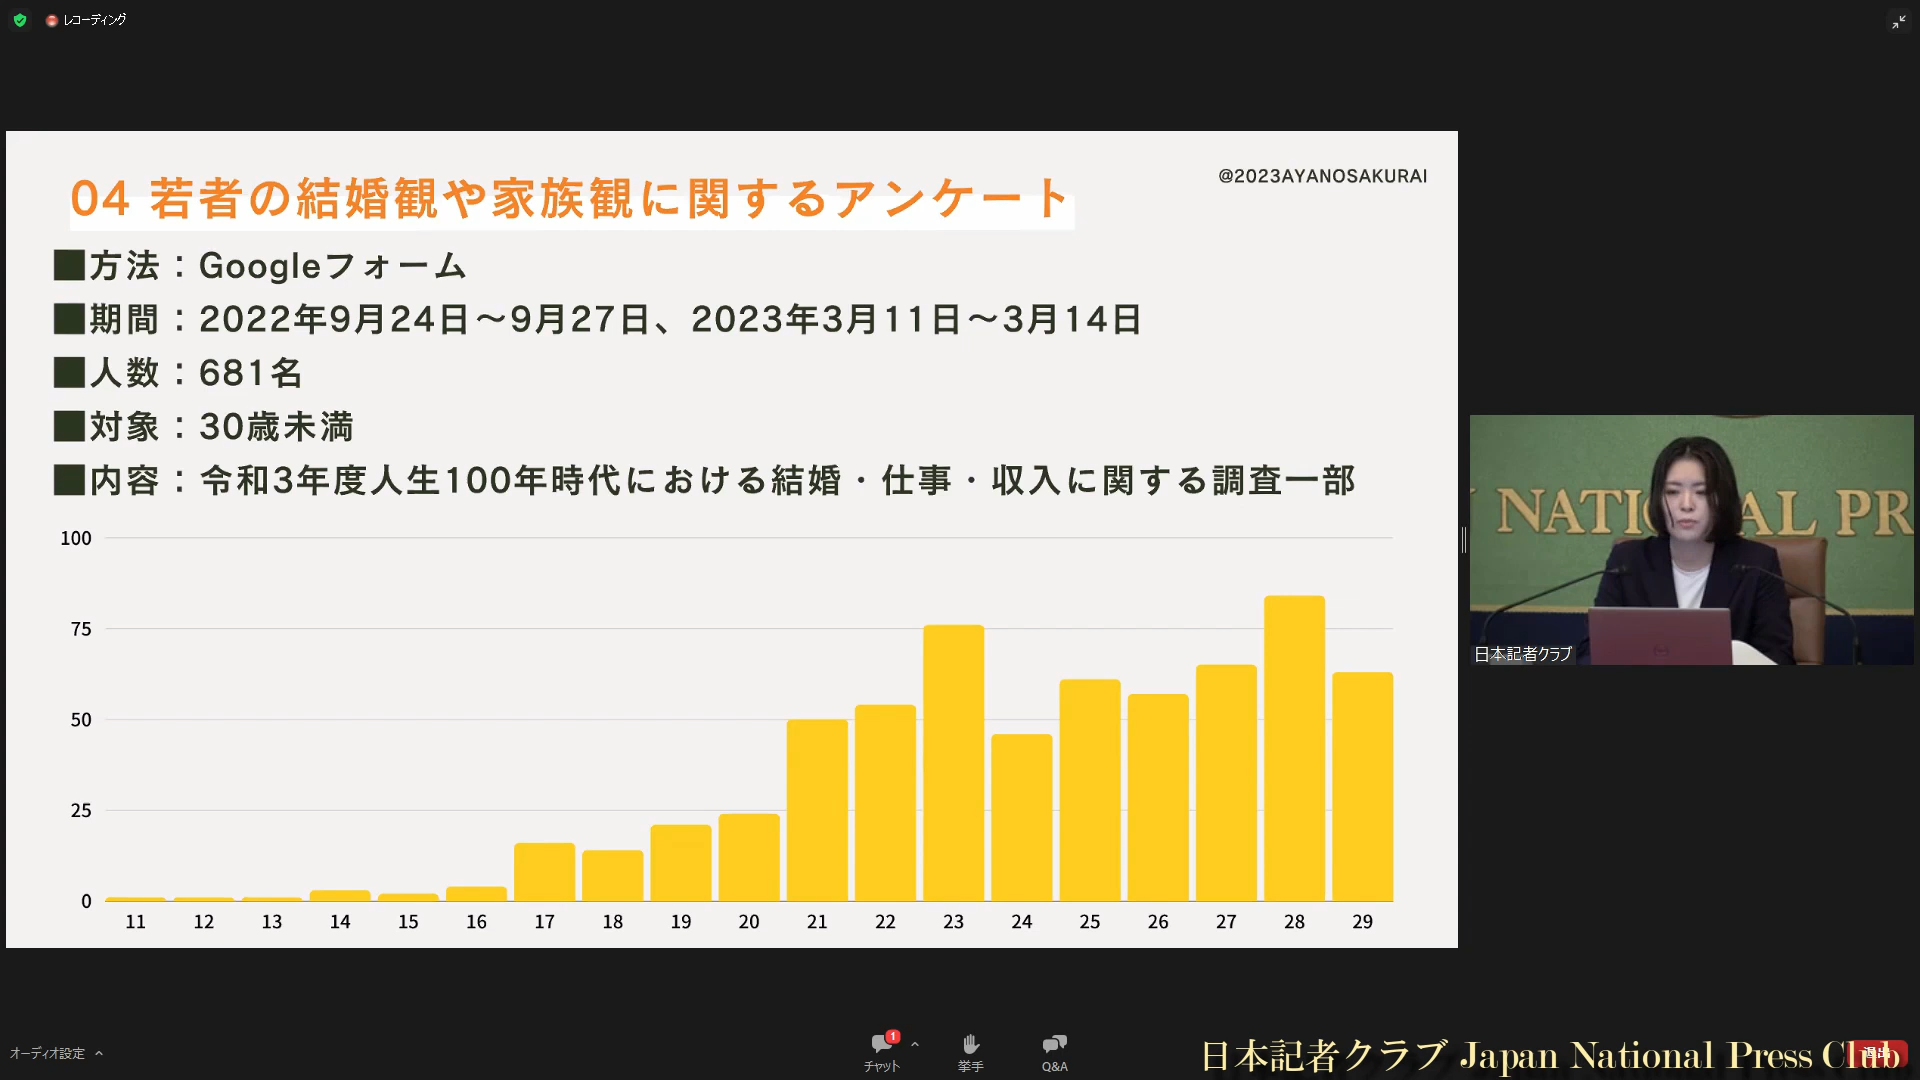 レコーディング
04 若者の結婚観や家族観に関するアンケート
@2023AYANOSAKURAI
■方法：Googleフォーム
■期間：2022年9月24日～9月27日、2023年3月11日～3月14日
■人数：681名
■対象：30歳未満
■内容：令和3年度人生100年時代における結婚・仕事・収入に関する調査一部
100
75
50
25
0
11 12 13 14 15 16 17 18 19 20 21 22 23 24 25 26 27 28 29
NATI AL PR
日本記者クラブ
オーディオ設定
1
チャット
挙手
Q&A
日本記者クラブ Japan National Press Club
退出